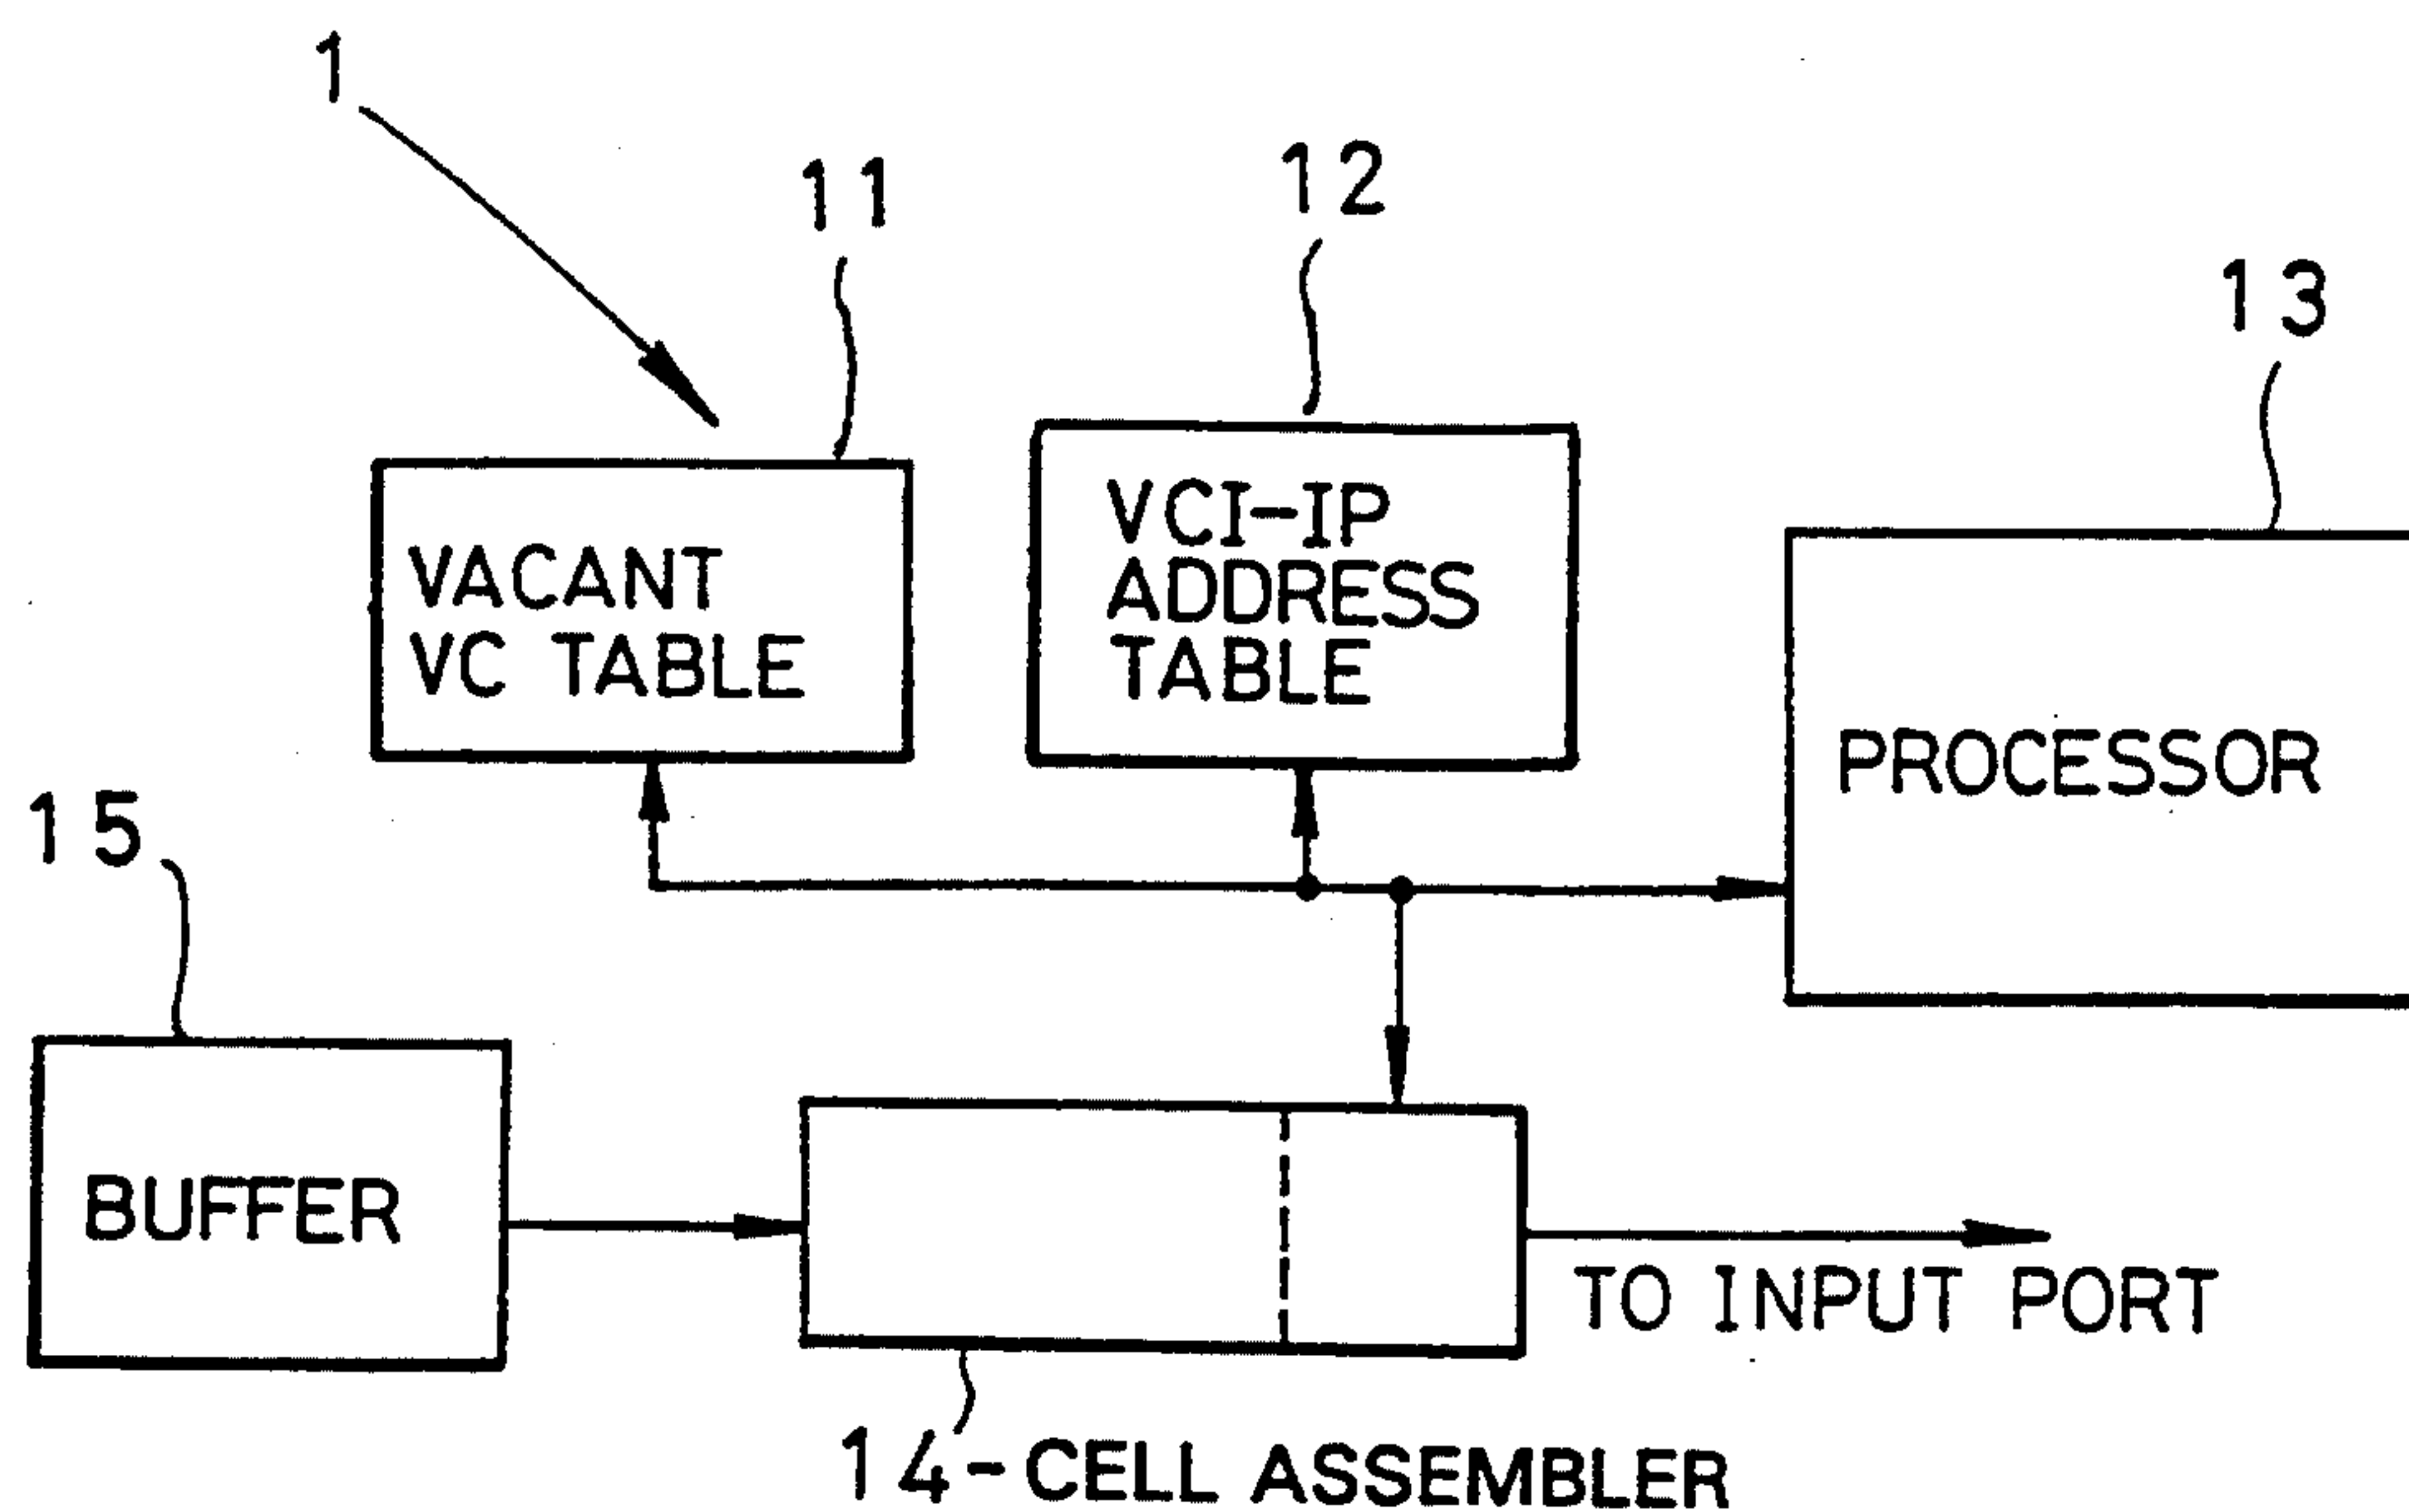 1
11
12
13
VACANT
VC TABLE
VCI-IP
ADDRESS
TABLE
PROCESSOR
15
BUFFER
TO INPUT PORT
14-CELL ASSEMBLER